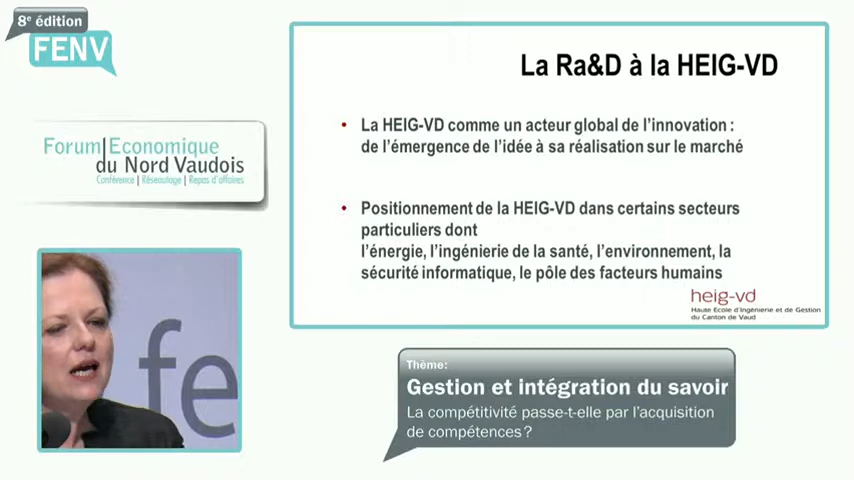 8e édition
FENV
Forum Economique
du Nord Vaudois
Conférence | Réseautage | Repas d'affaires
La Ra&D à la HEIG-VD
• La HEIG-VD comme un acteur global de l'innovation :
de l'émergence de l'idée à sa réalisation sur le marché
• Positionnement de la HEIG-VD dans certains secteurs
particuliers dont
l'énergie, l'ingénierie de la santé, l'environnement, la
sécurité informatique, le pôle des facteurs humains
heig-vd
Haute Ecole d'Ingénierie et de Gestion
du Canton de Vaud
fe
Thème:
Gestion et intégration du savoir
La compétitivité passe-t-elle par l'acquisition
de compétences ?